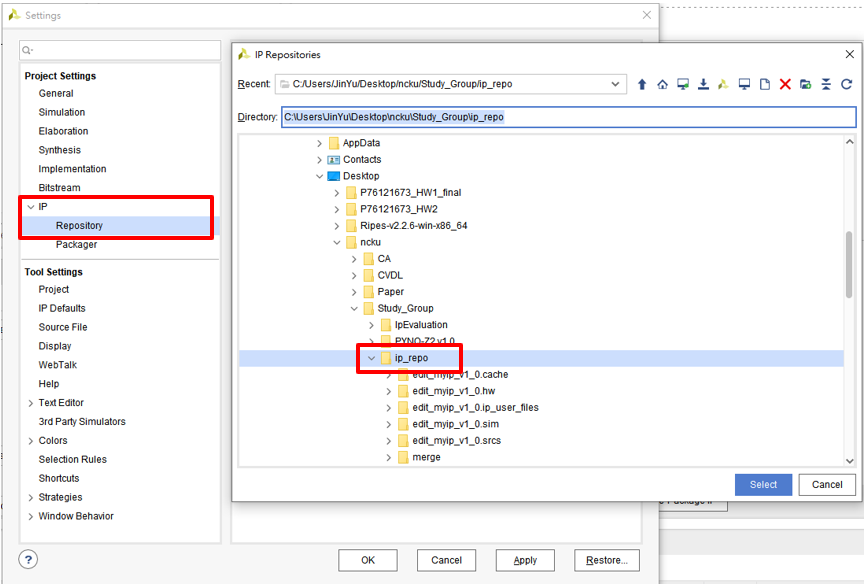 Settings
Project Settings
General
Simulation
Elaboration
Synthesis
Implementation
Bitstream
IP
Repository
Packager
Tool Settings
Project
IP Defaults
Source File
Display
WebTalk
Help
Text Editor
3rd Party Simulators
Colors
Selection Rules
Shortcuts
Strategies
Window Behavior
IP Repositories
Recent: C:/Users/JinYu/Desktop/ncku/Study_Group/ip_repo
Directory: C:\Users\JinYu\Desktop\ncku\Study_Group\ip_repo
AppData
Contacts
Desktop
P76121673_HW1_final
P76121673_HW2
Ripes-v2.2.6-win-x86_64
ncku
CA
CVDL
Paper
Study_Group
IpEvaluation
PYNQ-Z2 v1.0
ip_repo
edit_myip_v1_0.cache
edit_myip_v1_0.hw
edit_myip_v1_0.ip_user_files
edit_myip_v1_0.sim
edit_myip_v1_0.srcs
merge
Select Cancel
? OK Cancel Apply Restore...